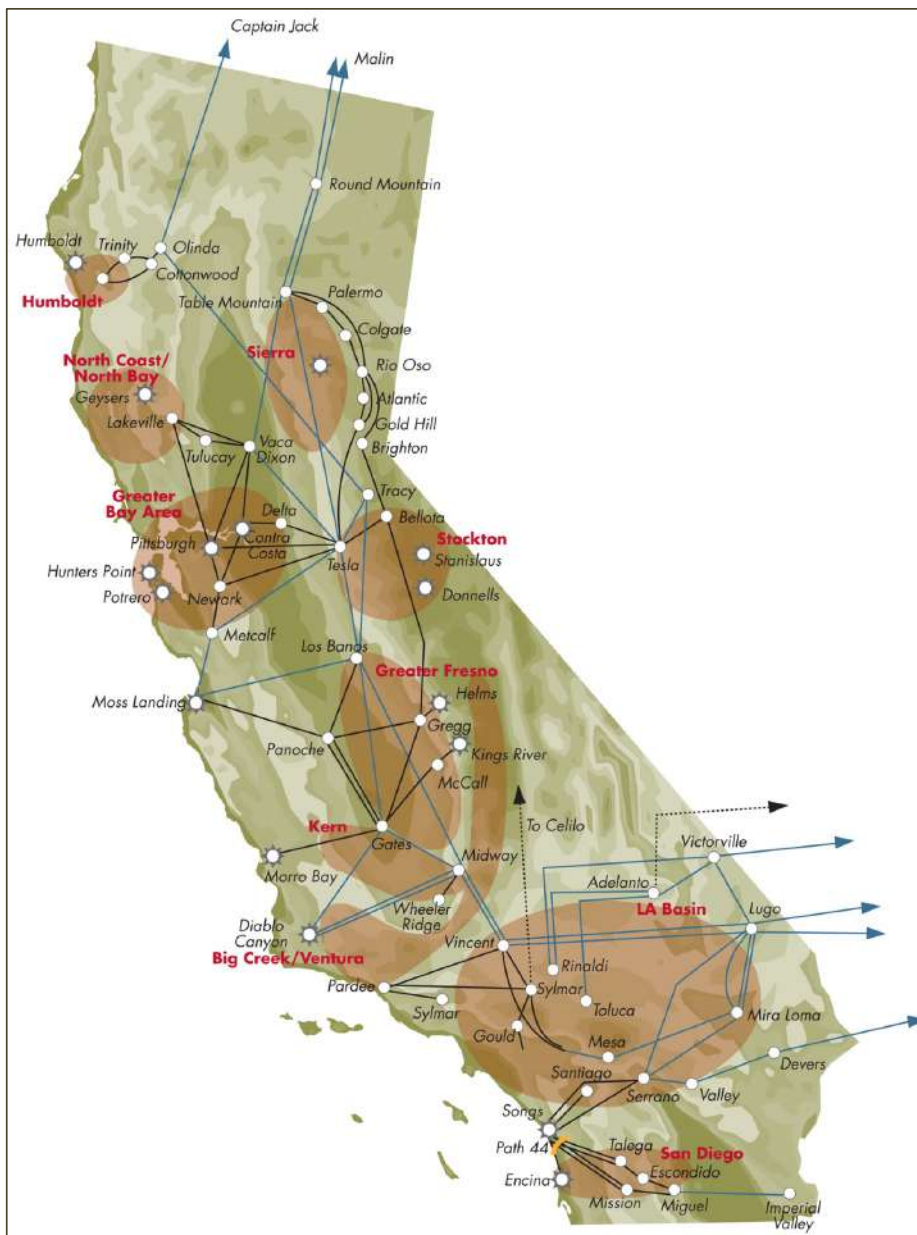 Captain Jack
Malin
Round Mountain
Humboldt
Trinity
Olinda
Cottonwood
Humboldt
Table Mountain
Palermo
Colgate
North Coast/
North Bay
Sierra
Rio Oso
Geysers
Atlantic
Lakeville
Gold Hill
Tulucay
Vaca
Dixon
Brighton
Greater
Bay Area
Tracy
Delta
Bellota
Pittsburgh
Contra
Costa
Stockton
Tesla
Stanislaus
Hunters Point
Potrero
Newark
Donnells
Metcalf
Los Banos
Greater Fresno
Moss Landing
Helms
Gregg
Panoche
Kings River
McCall
Kern
Gates
To Celilo
Victorville
Morro Bay
Midway
Adelanto
LA Basin
Wheeler
Ridge
Diablo
Canyon
Lugo
Vincent
Big Creek/Ventura
Rinaldi
Pardee
Sylmar
Sylmar
Toluca
Mira Loma
Gould
Mesa
Devers
Santiago
Serrano
Valley
Songs
Path 44
Talega
San Diego
Escondido
Encina
Mission
Miguel
Imperial
Valley